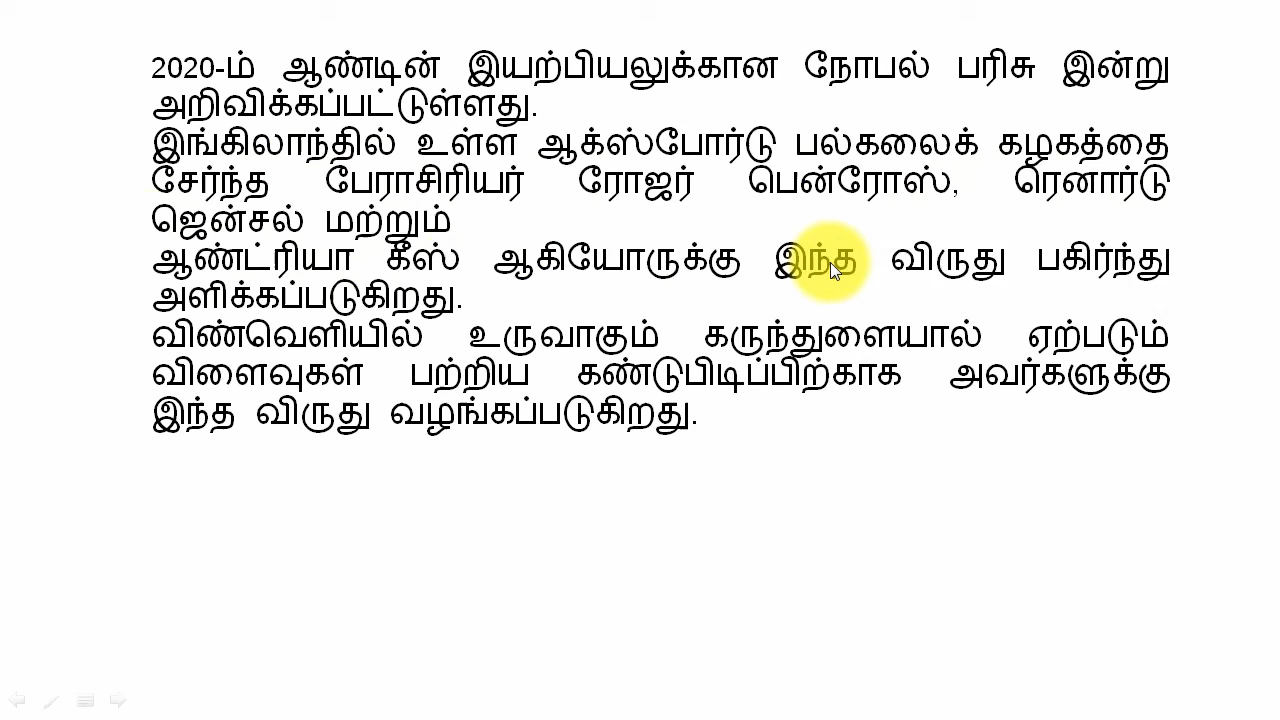 2020-ம் ஆண்டின் இயற்பியலுக்கான நோபல் பரிசு இன்று
அறிவிக்கப்பட்டுள்ளது.
இங்கிலாந்தில் உள்ள ஆக்ஸ்போர்டு பல்கலைக் கழகத்தை
சேர்ந்த பேராசிரியர் ரோஜர் பென்ரோஸ், ரெனார்டு
ஜென்சல் மற்றும்
ஆண்ட்ரியா கீஸ் ஆகியோருக்கு இந்த விருது பகிர்ந்து
அளிக்கப்படுகிறது.
விண்வெளியில் உருவாகும் கருந்துளையால் ஏற்படும்
விளைவுகள் பற்றிய கண்டுபிடிப்பிற்காக அவர்களுக்கு
இந்த விருது வழங்கப்படுகிறது.